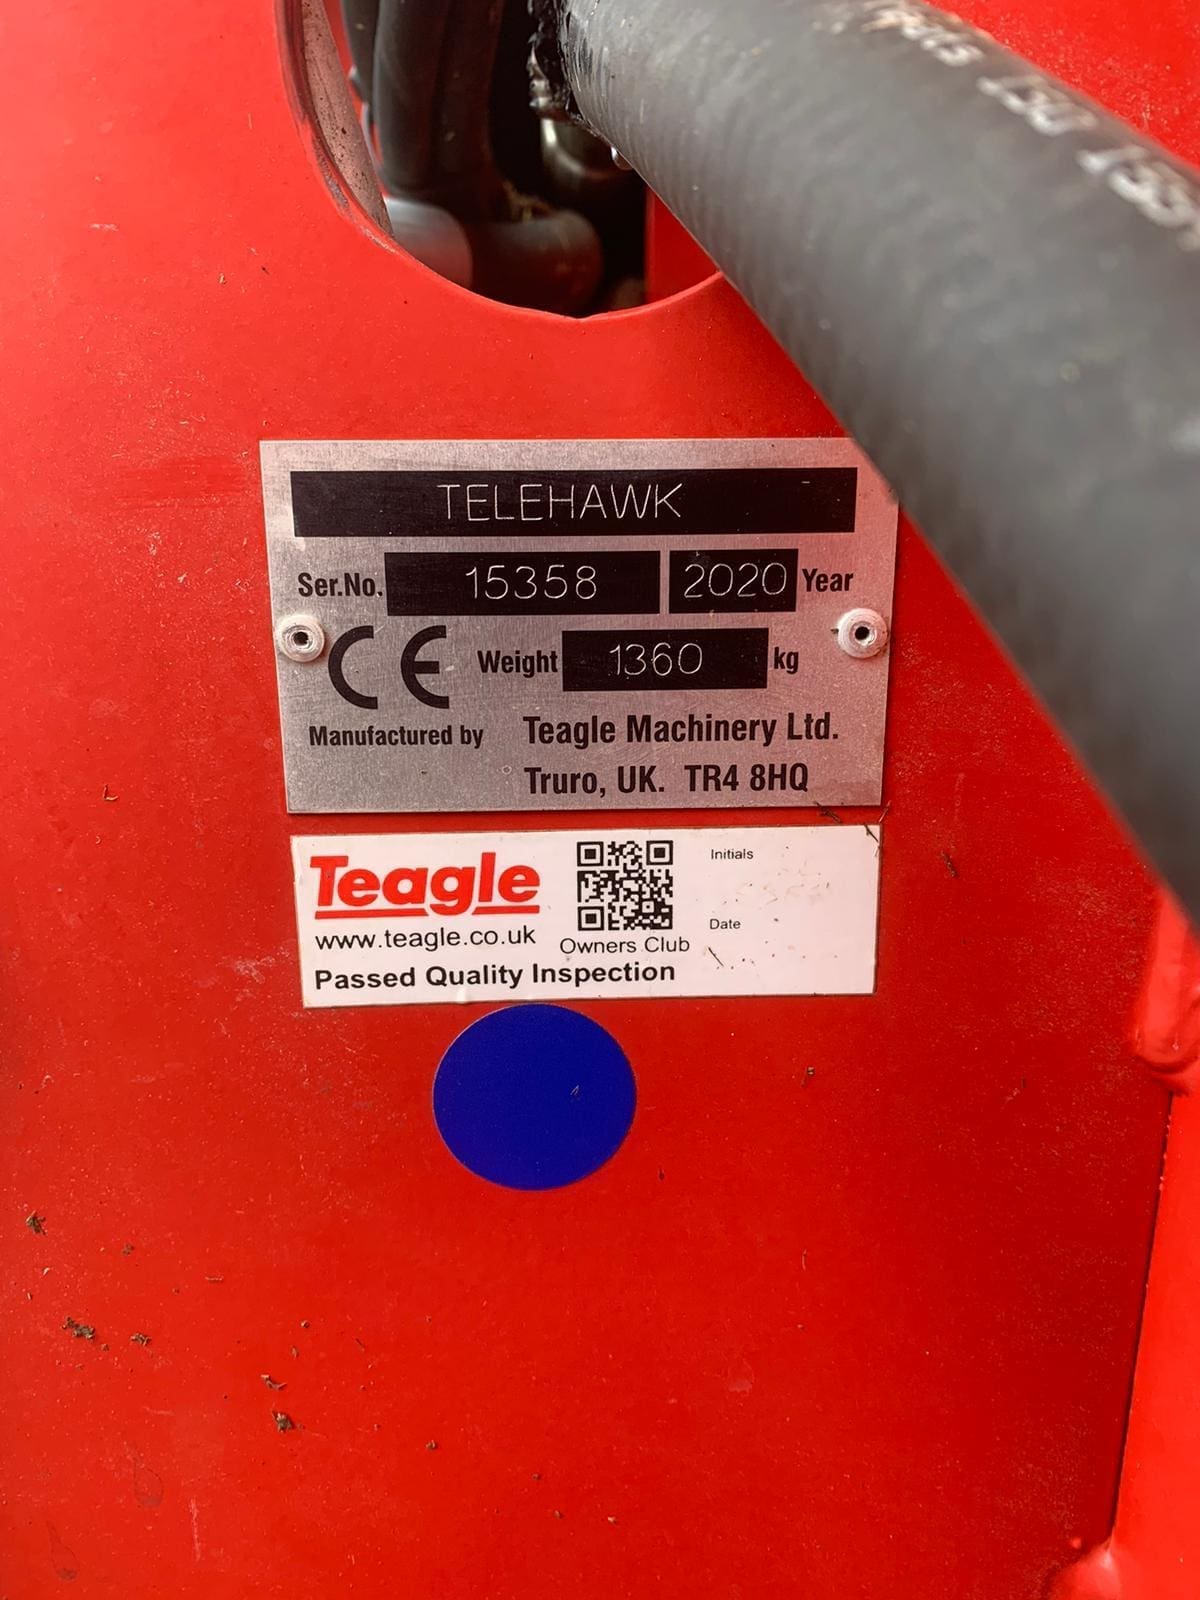 TELEHAWK
Ser.No. 15358 2020 Year
CE Weight 1360 kg
Manufactured by Teagle Machinery Ltd.
Truro, UK. TR4 8HQ
Teagle
www.teagle.co.uk
Owners Club
Passed Quality Inspection
Initials
Date